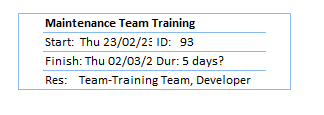 Maintenance Team Training
Start: Thu 23/02/23 ID: 93
Finish: Thu 02/03/2 Dur: 5 days?
Res: Team-Training Team, Developer